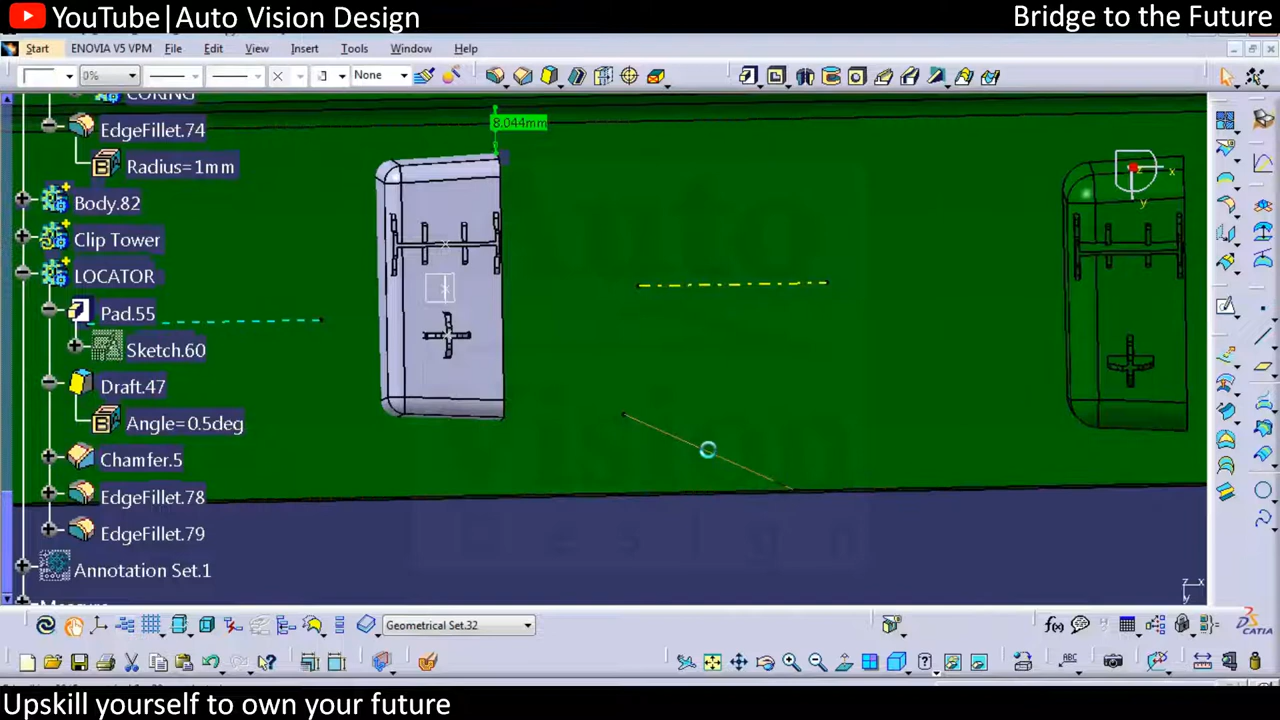 YouTube|Auto Vision Design
Bridge to the Future
Start ENOVIA V5 VPM File Edit View Insert Tools Window Help
0% None
CORING
EdgeFillet.74
8.044mm
Radius=1mm
x
y
Body.82
Clip Tower
LOCATOR
Pad.55
Sketch.60
Draft.47
Angle=0.5deg
Chamfer.5
EdgeFillet.78
EdgeFillet.79
Annotation Set.1
Measure
z x
y
Geometrical Set.32
f(x)
CATIA
ABC
Upskill yourself to own your future